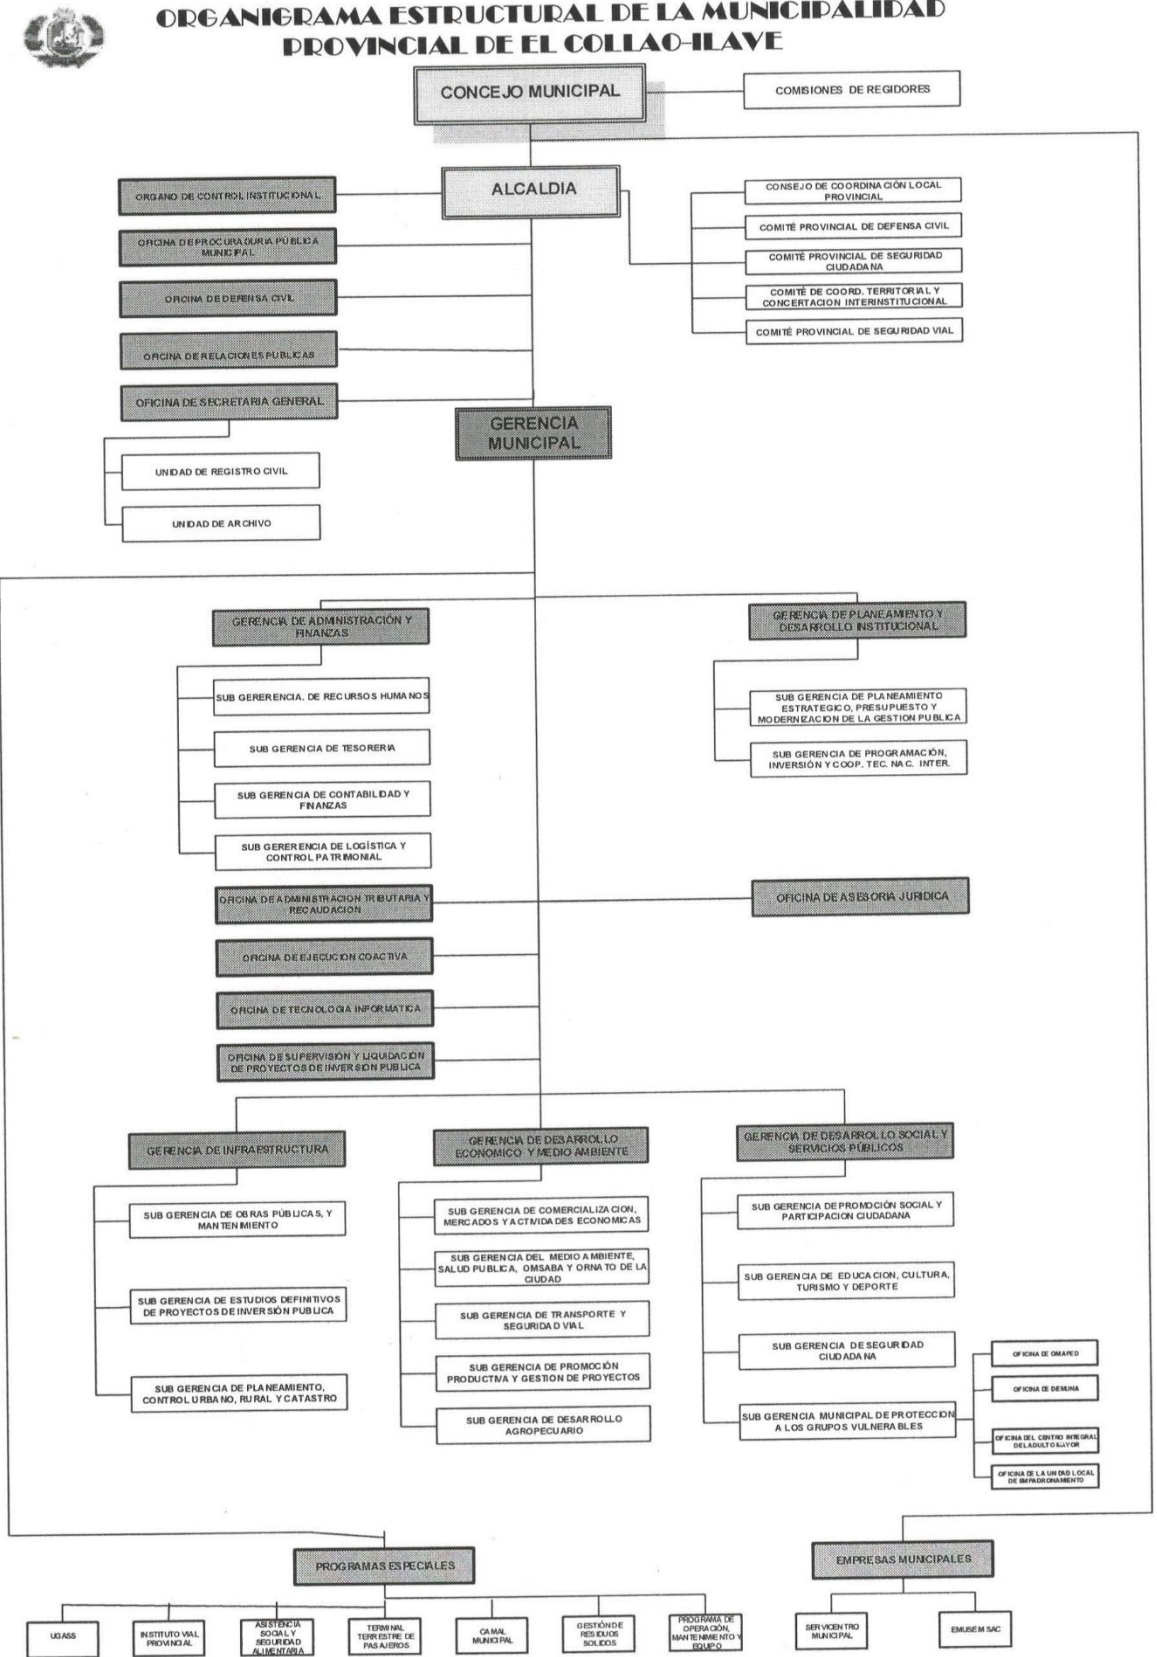 ORGANIGRAMA ESTRUCTURAL DE LA MUNICIPALIDAD
PROVINCIAL DE EL COLLAO-ILAVE
CONCEJO MUNICIPAL
COMISIONES DE REGIDORES
ALCALDIA
ORGANO DE CONTROL INSTITUCIONAL
OFICINA DE PROCURADURIA PUBLICA
MUNICIPAL
OFICINA DE DEFENSA CIVIL
OFICINA DE RELACIONES PUBLICAS
OFICINA DE SECRETARIA GENERAL
UNIDAD DE REGISTRO CIVIL
UNIDAD DE ARCHIVO
CONSEJO DE COORDINACIÓN LOCAL
PROVINCIAL
COMITÉ PROVINCIAL DE DEFENSA CIVIL
COMITÉ PROVINCIAL DE SEGURIDAD
CIUDADANA
COMITÉ DE COORD. TERRITORIAL Y
CONCERTACION INTERINSTITUCIONAL
COMITÉ PROVINCIAL DE SEGURIDAD VIAL
GERENCIA
MUNICIPAL
GERENCIA DE ADMINISTRACIÓN Y
FINANZAS
SUB GERERENCIA. DE RECURSOS HUMANOS
SUB GERENCIA DE TESORERIA
SUB GERENCIA DE CONTABILIDAD Y
FINANZAS
SUB GERERENCIA DE LOGÍSTICA Y
CONTROL PATRIMONIAL
GERENCIA DE PLANEAMIENTO Y
DESARROLLO INSTITUCIONAL
SUB GERENCIA DE PLANEAMIENTO
ESTRATEGICO, PRESUPUESTO Y
MODERNIZACION DE LA GESTION PUBLICA
SUB GERENCIA DE PROGRAMACIÓN,
INVERSIÓN Y COOP. TEC. NAC. INTER.
OFICINA DE ADMINISTRACION TRIBUTARIA Y
RECAUDACIÓN
OFICINA DE ASESORIA JURIDICA
OFICINA DE EJECUCION COACTIVA
OFICINA DE TECNOLOGIA INFORMATICA
OFICINA DE SUPERVISIÓN Y LIQUIDACIÓN
DE PROYECTOS DE INVERSIÓN PUBLICA
GERENCIA DE INFRAESTRUCTURA
SUB GERENCIA DE OBRAS PÚBLICAS, Y
MANTENIMIENTO
SUB GERENCIA DE ESTUDIOS DEFINITIVOS
DE PROYECTOS DE INVERSIÓN PUBLICA
SUB GERENCIA DE PLANEAMIENTO,
CONTROL URBANO, RURAL Y CATASTRO
GERENCIA DE DESARROLLO
ECONOMICO Y MEDIO AMBIENTE
SUB GERENCIA DE COMERCIALIZACION,
MERCADOS Y ACTIVIDADES ECONOMICAS
SUB GERENCIA DEL MEDIO AMBIENTE,
SALUD PUBLICA, OMSABA Y ORNATO DE LA
CIUDAD
SUB GERENCIA DE TRANSPORTE Y
SEGURIDAD VIAL
SUB GERENCIA DE PROMOCIÓN
PRODUCTIVA Y GESTION DE PROYECTOS
SUB GERENCIA DE DESARROLLO
AGROPECUARIO
GERENCIA DE DESARROLLO SOCIAL Y
SERVICIOS PÚBLICOS
SUB GERENCIA DE PROMOCIÓN SOCIAL Y
PARTICIPACION CIUDADANA
SUB GERENCIA DE EDUCACION, CULTURA,
TURISMO Y DEPORTE
SUB GERENCIA DE SEGURIDAD
CIUDADANA
SUB GERENCIA MUNICIPAL DE PROTECCION
A LOS GRUPOS VULNERABLES
OFICINA DE OMAPED
OFICINA DE DEMUNA
OFICINA DEL CENTRO INTEGRAL
DEL ADULTO MAYOR
OFICINA DE LA UNIDAD LOCAL
DE EMPADRONAMIENTO
PROGRAMAS ESPECIALES
UGASS
INSTITUTO VIAL
PROVINCIAL
ASISTENCIA
SOCIAL Y
SEGURIDAD
ALIMENTARIA
TERMINAL
TERRESTRE DE
PASAJEROS
CAMAL
MUNICIPAL
GESTIÓN DE
RESIDUOS
SOLIDOS
PROGRAMA DE
OPERACIÓN,
MANTENIMIENTO Y
EQUIPO
EMPRESAS MUNICIPALES
SERVICENTRO
MUNICIPAL
EMUSEM SAC